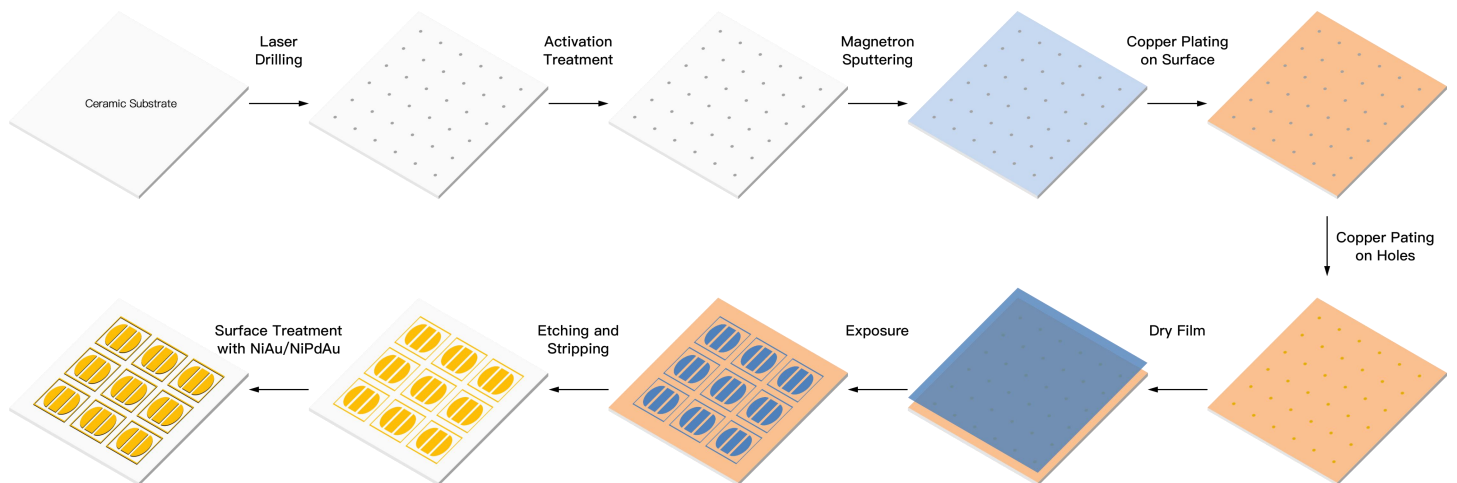 Ceramic Substrate
Laser
Drilling
Activation
Treatment
Magnetron
Sputtering
Copper Plating
on Surface
Copper Pating
on Holes
Dry Film
Exposure
Etching and
Stripping
Surface Treatment
with NiAu/NiPdAu